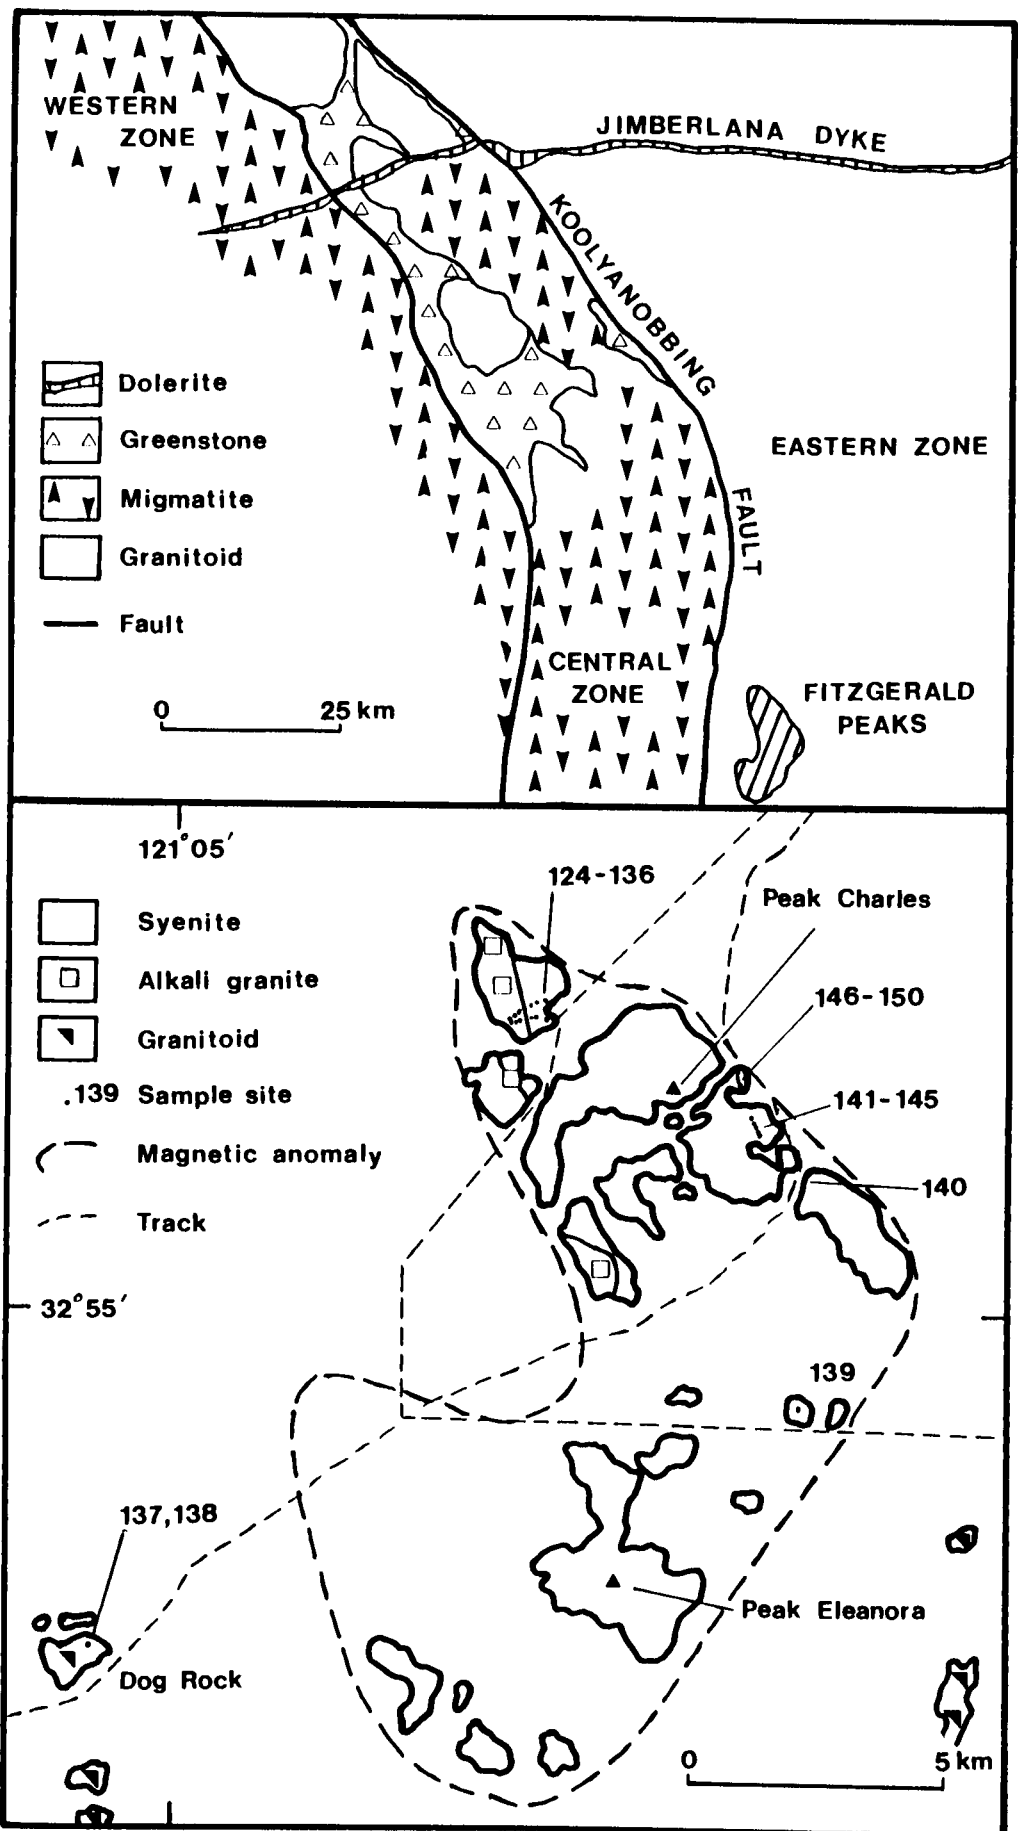 WESTERN
ZONE
JIMBERLANA DYKE
KOOLYANOBBING
FAULT
Dolerite
Greenstone
Migmatite
Granitoid
Fault
EASTERN ZONE
CENTRAL
ZONE
FITZGERALD
PEAKS
0 25 km
121°05′
124-136
Peak Charles
Syenite
Alkali granite
Granitoid
.139 Sample site
Magnetic anomaly
Track
146-150
141-145
140
32°55′
139
137,138
Peak Eleanora
Dog Rock
0 5 km